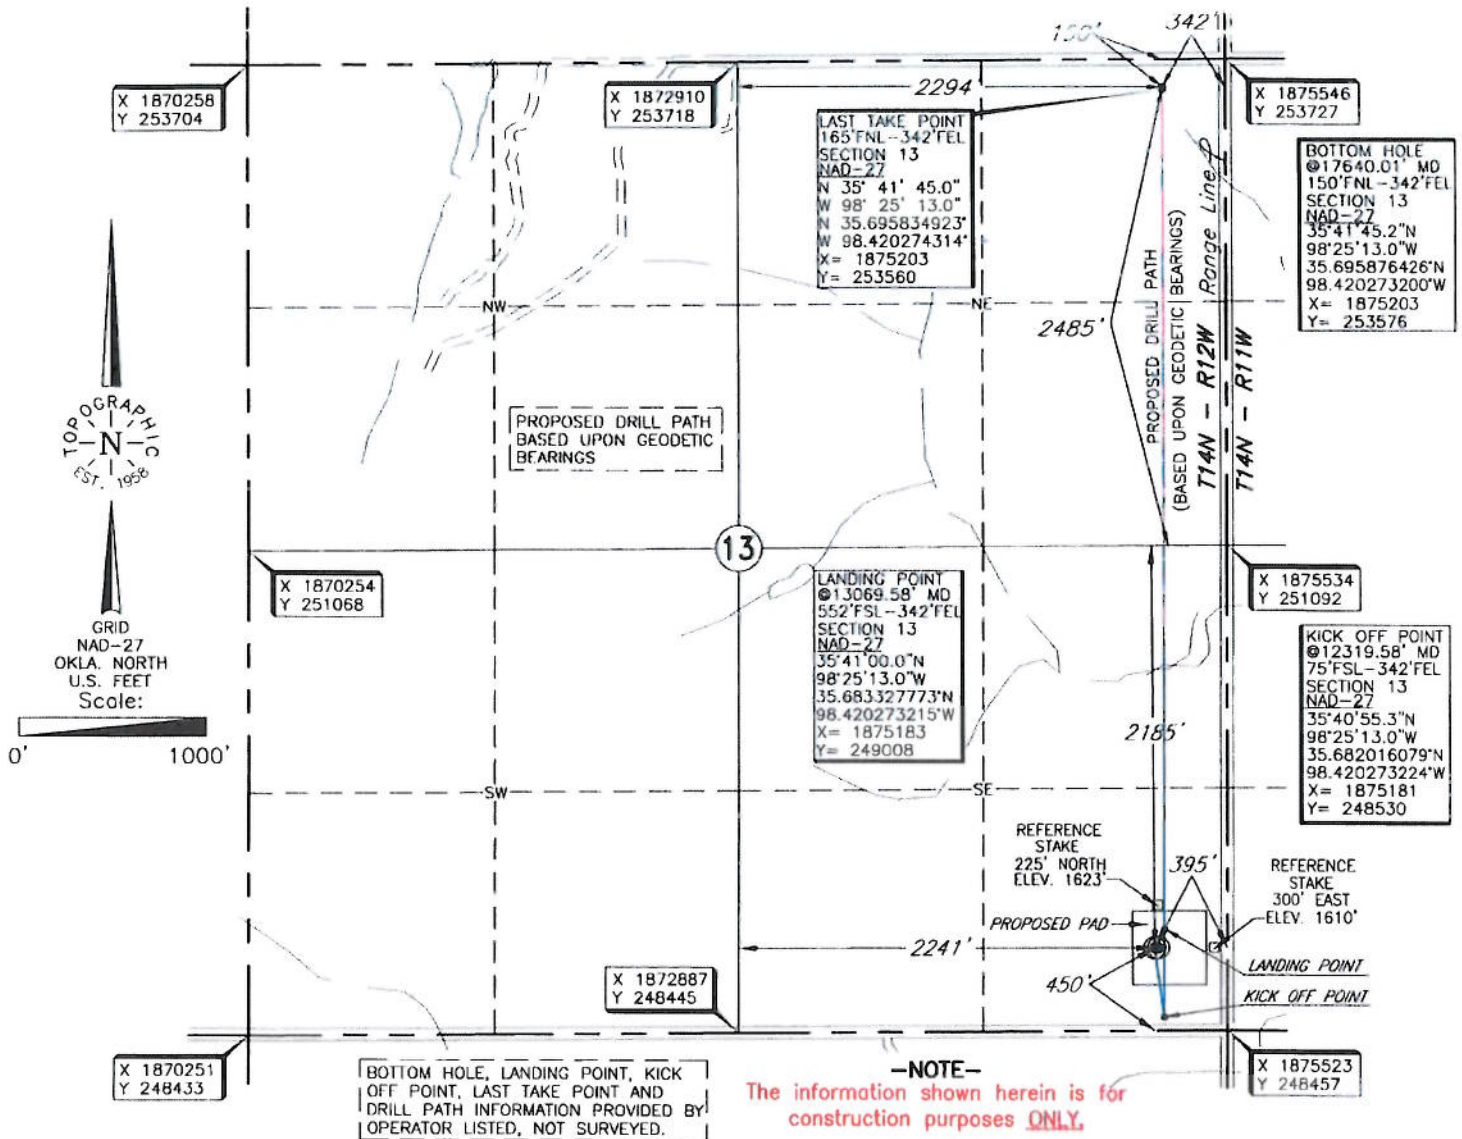 150'
342'
X 1870258
Y 253704
X 1872910
Y 253718
2294
X 1875546
Y 253727
LAST TAKE POINT
165'FNL-342'FEL
SECTION 13
NAD-27
N 35° 41' 45.0"
W 98° 25' 13.0"
N 35.695834923°
W 98.420274314°
X= 1875203
Y= 253560
BOTTOM HOLE
@17640.01' MD
150'FNL-342'FEL
SECTION 13
NAD-27
35°41'45.2"N
98°25'13.0"W
35.695876426°N
98.420273200°W
X= 1875203
Y= 253576
Range Line
PROPOSED DRILL PATH
(BASED UPON GEODETIC BEARINGS)
T14N - R12W
T14N - R11W
NW
NE
2485'
TOPOGRAPHIC
N
EST. 1958
PROPOSED DRILL PATH
BASED UPON GEODETIC
BEARINGS
13
X 1870254
Y 251068
LANDING POINT
@13069.58' MD
552'FSL-342'FEL
SECTION 13
NAD-27
35°41'00.0"N
98°25'13.0"W
35.683327773°N
98.420273215°W
X= 1875183
Y= 249008
X 1875534
Y 251092
GRID
NAD-27
OKLA. NORTH
U.S. FEET
Scale:
0' 1000'
KICK OFF POINT
@12319.58' MD
75'FSL-342'FEL
SECTION 13
NAD-27
35°40'55.3"N
98°25'13.0"W
35.682016079°N
98.420273224°W
X= 1875181
Y= 248530
2185'
SW
SE
REFERENCE
STAKE
225' NORTH
ELEV. 1623'
395'
REFERENCE
STAKE
300' EAST
ELEV. 1610'
PROPOSED PAD
2241'
LANDING POINT
450'
KICK OFF POINT
X 1872887
Y 248445
X 1870251
Y 248433
BOTTOM HOLE, LANDING POINT, KICK
OFF POINT, LAST TAKE POINT AND
DRILL PATH INFORMATION PROVIDED BY
OPERATOR LISTED, NOT SURVEYED.
-NOTE-
The information shown herein is for
construction purposes ONLY.
X 1875523
Y 248457